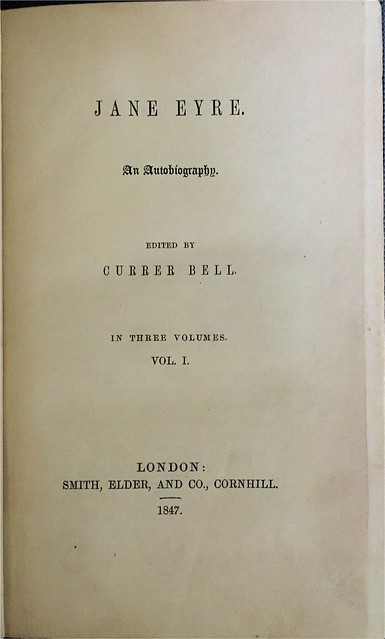 JANE EYRE.
An Autobiography.
EDITED BY
CURRER BELL.
IN THREE VOLUMES.
VOL. I.
LONDON:
SMITH, ELDER, AND CO., CORNHILL.
1847.